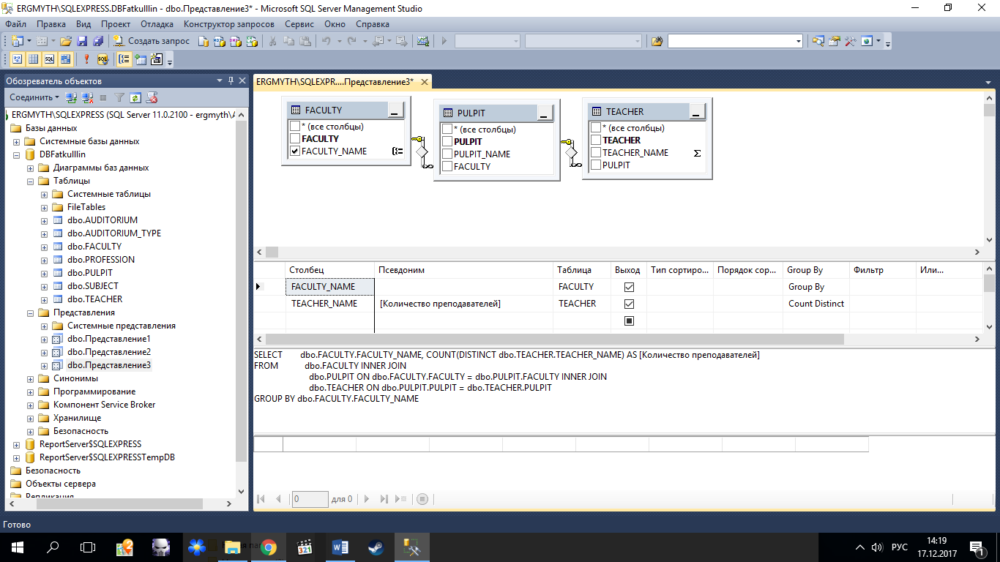 ERGMYTH\SQLEXPRESS.DBFatkulllin - dbo.Представление3* - Microsoft SQL Server Management Studio
Файл Правка Вид Проект Отладка Конструктор запросов Сервис Окно Справка
Создать запрос
Обозреватель объектов
Соединить
ERGMYTH\SQLEXPRESS (SQL Server 11.0.2100 - ergmyth\
Базы данных
Системные базы данных
DBFatkulllin
Диаграммы баз данных
Таблицы
Системные таблицы
FileTables
dbo.AUDITORIUM
dbo.AUDITORIUM_TYPE
dbo.FACULTY
dbo.PROFESSION
dbo.PULPIT
dbo.SUBJECT
dbo.TEACHER
Представления
Системные представления
dbo.Представление1
dbo.Представление2
dbo.Представление3
Синонимы
Программирование
Компонент Service Broker
Хранилище
Безопасность
ReportServer$SQLEXPRESS
ReportServer$SQLEXPRESSTempDB
Безопасность
Объекты сервера
Репликация
ERGMYTH\SQLEXPR....Представление3*
FACULTY
* (все столбцы)
FACULTY
FACULTY_NAME
PULPIT
* (все столбцы)
PULPIT
PULPIT_NAME
FACULTY
TEACHER
* (все столбцы)
TEACHER
TEACHER_NAME
PULPIT
Столбец Псевдоним Таблица Выход Тип сортиро... Порядок сор... Group By Фильтр Или...
FACULTY_NAME FACULTY Group By
TEACHER_NAME [Количество преподавателей] TEACHER Count Distinct
SELECT dbo.FACULTY.FACULTY_NAME, COUNT(DISTINCT dbo.TEACHER.TEACHER_NAME) AS [Количество преподавателей]
FROM dbo.FACULTY INNER JOIN
dbo.PULPIT ON dbo.FACULTY.FACULTY = dbo.PULPIT.FACULTY INNER JOIN
dbo.TEACHER ON dbo.PULPIT.PULPIT = dbo.TEACHER.PULPIT
GROUP BY dbo.FACULTY.FACULTY_NAME
0 для 0
Готово
321
РУС
14:19
17.12.2017
1